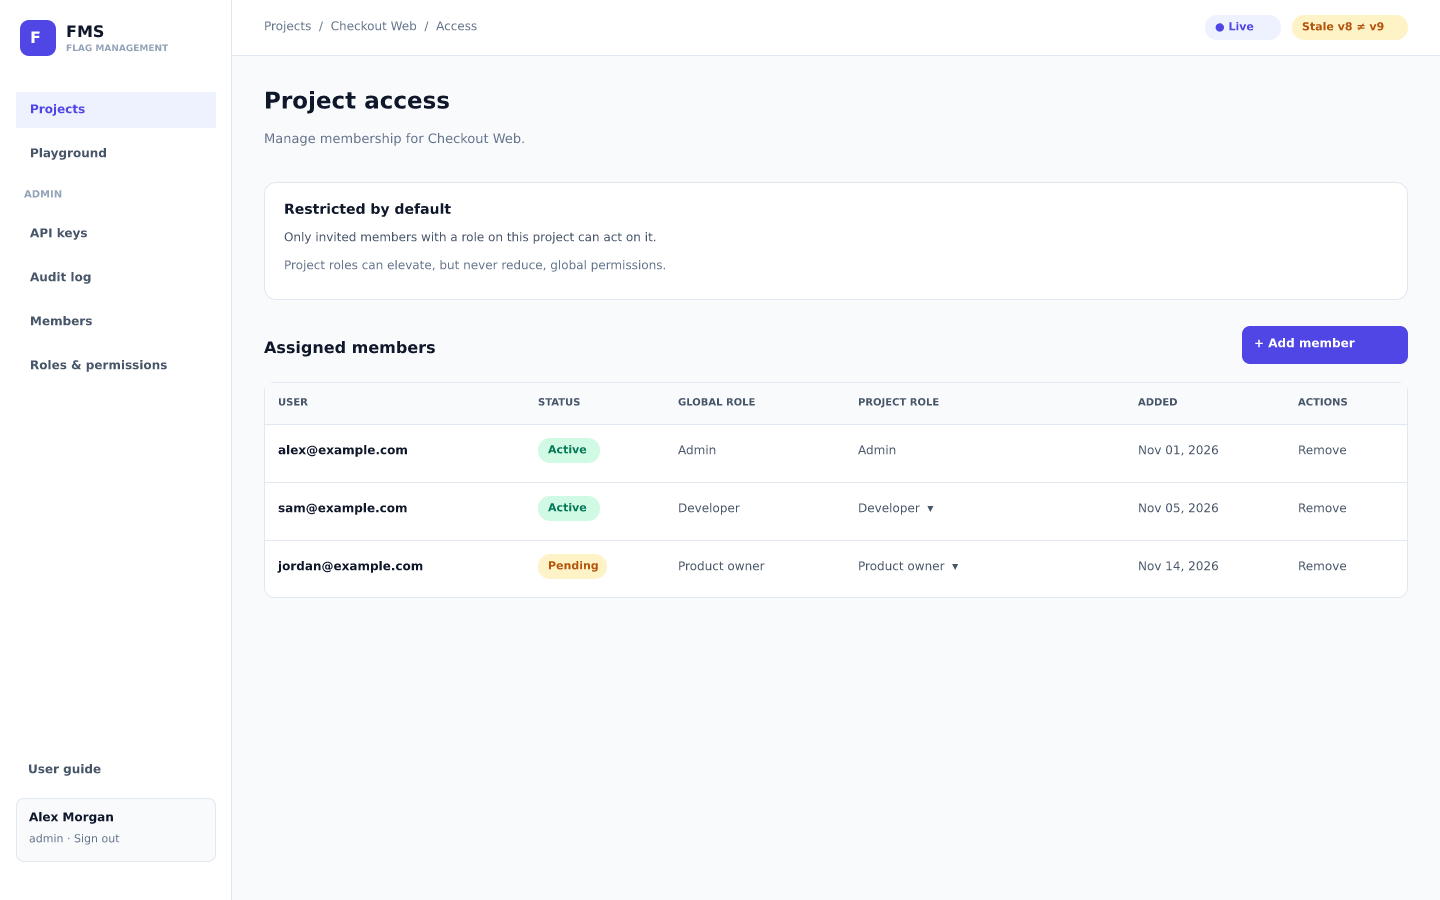 F
FMS
FLAG MANAGEMENT
Projects
Playground
ADMIN
API keys
Audit log
Members
Roles & permissions
User guide
Alex Morgan
admin · Sign out
Projects / Checkout Web / Access
● Live
Stale v8 ≠ v9
Project access
Manage membership for Checkout Web.
Restricted by default
Only invited members with a role on this project can act on it.
Project roles can elevate, but never reduce, global permissions.
Assigned members
+ Add member
USER STATUS GLOBAL ROLE PROJECT ROLE ADDED ACTIONS
alex@example.com Active Admin Admin Nov 01, 2026 Remove
sam@example.com Active Developer Developer ▾ Nov 05, 2026 Remove
jordan@example.com Pending Product owner Product owner ▾ Nov 14, 2026 Remove